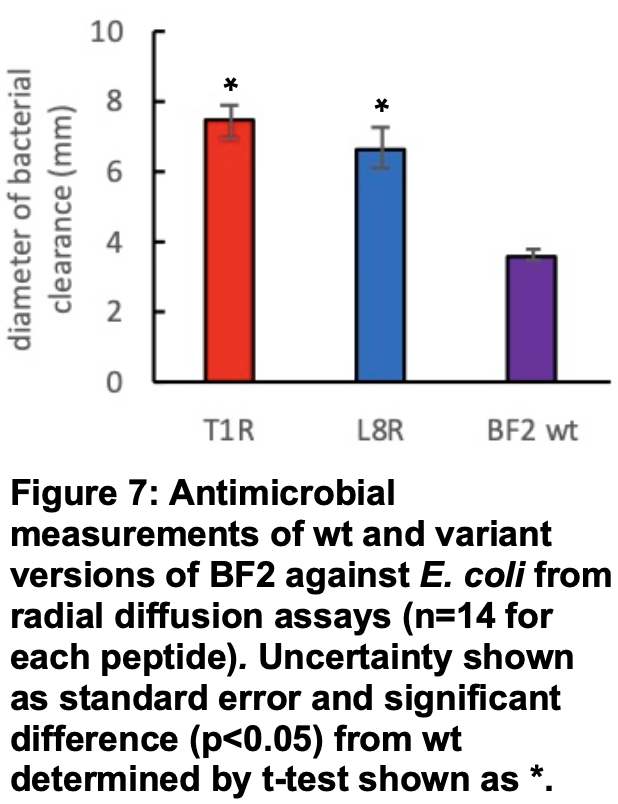 10
8
6
4
2
0
diameter of bacterial
clearance (mm)
*
*
T1R
L8R
BF2 wt
Figure 7: Antimicrobial
measurements of wt and variant
versions of BF2 against E. coli from
radial diffusion assays (n=14 for
each peptide). Uncertainty shown
as standard error and significant
difference (p<0.05) from wt
determined by t-test shown as *.